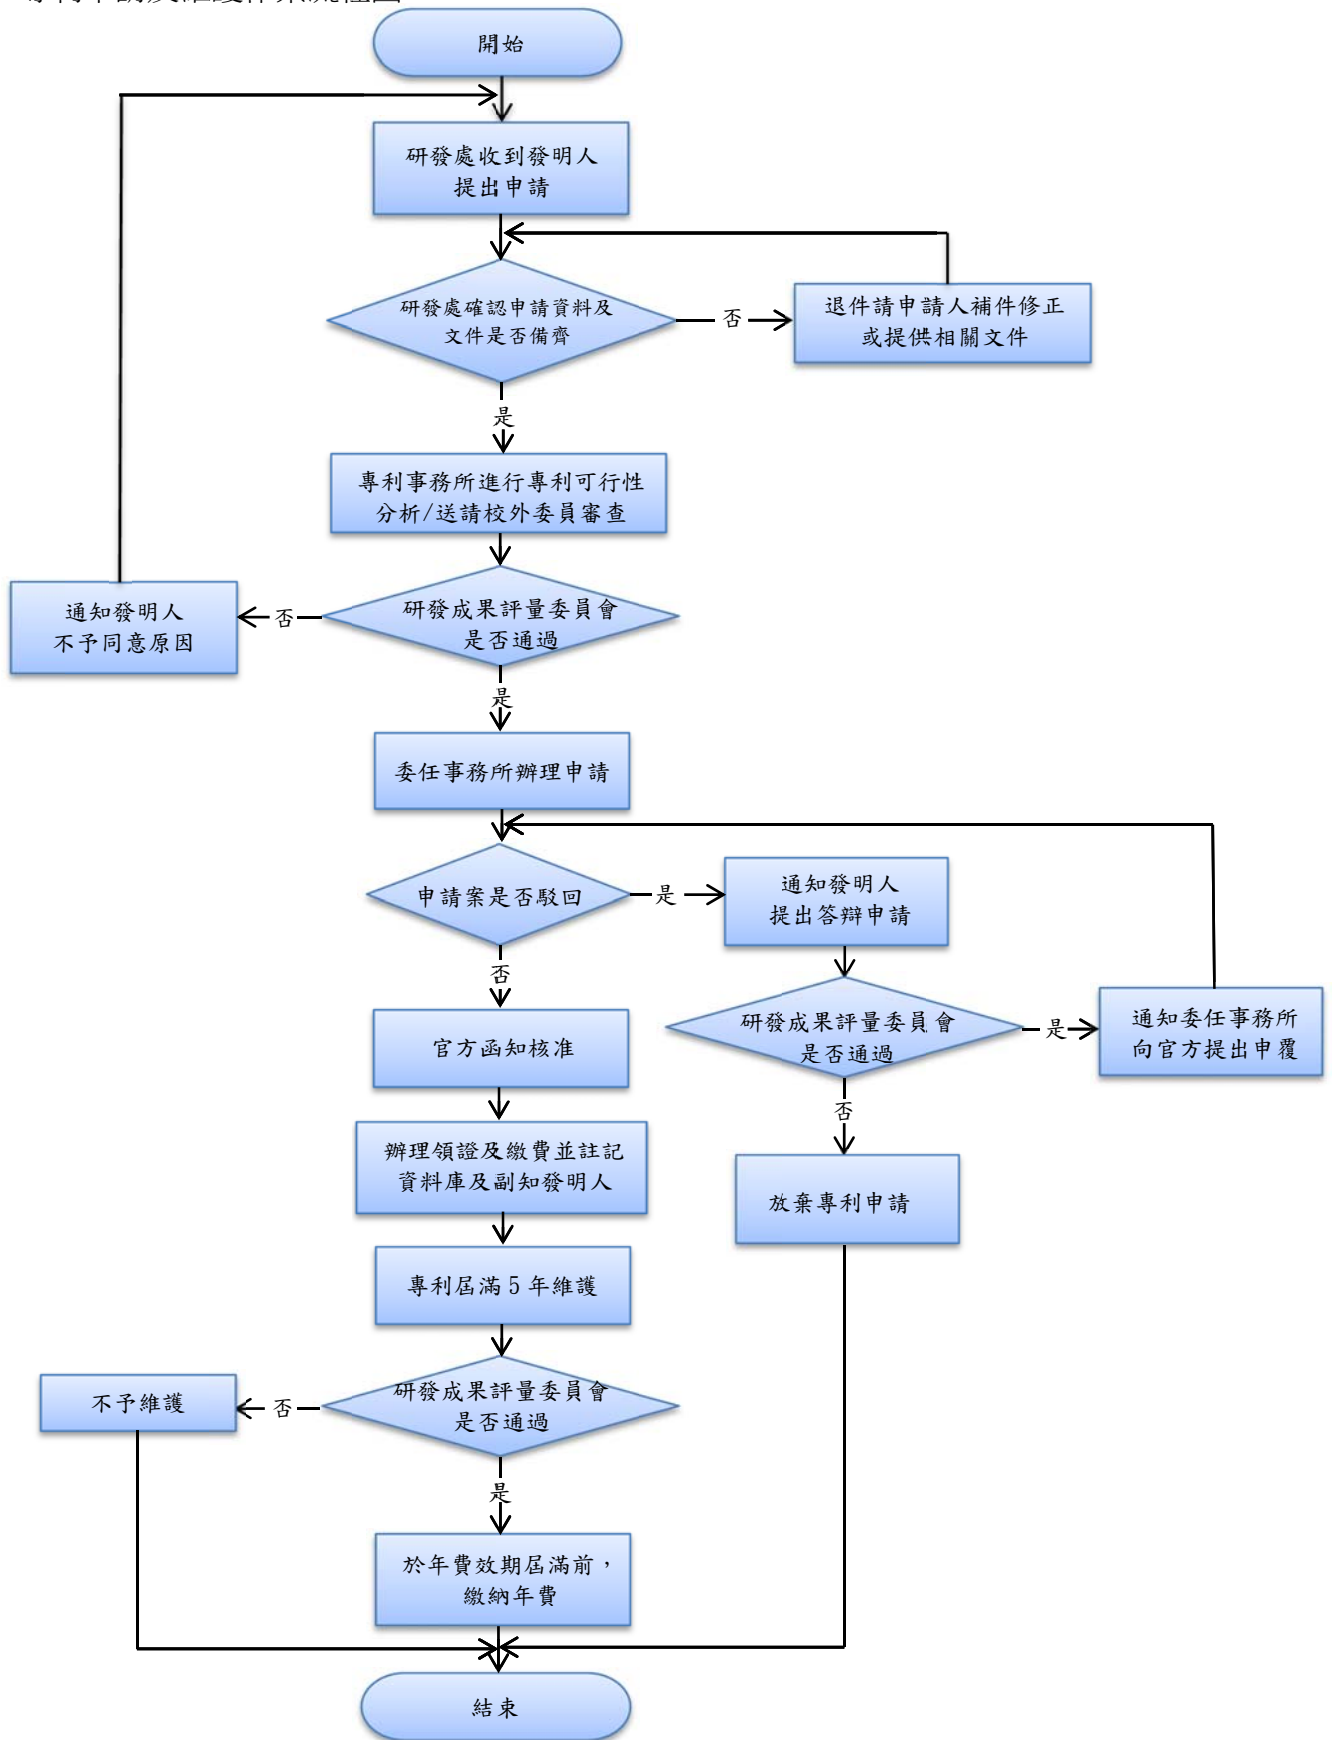 開始
研發處收到發明人
提出申請
研發處確認申請資料及
文件是否備齊
否
退件請申請人補件修正
或提供相關文件
是
專利事務所進行專利可行性
分析/送請校外委員審查
研發成果評量委員會
是否通過
否
通知發明人
不予同意原因
是
委任事務所辦理申請
申請案是否駁回
是
通知發明人
提出答辯申請
否
研發成果評量委員會
是否通過
是
通知委任事務所
向官方提出申覆
官方函知核准
否
辦理領證及繳費並註記
資料庫及副知發明人
放棄專利申請
專利屆滿 5 年維護
研發成果評量委員會
是否通過
否
不予維護
是
於年費效期屆滿前，
繳納年費
結束